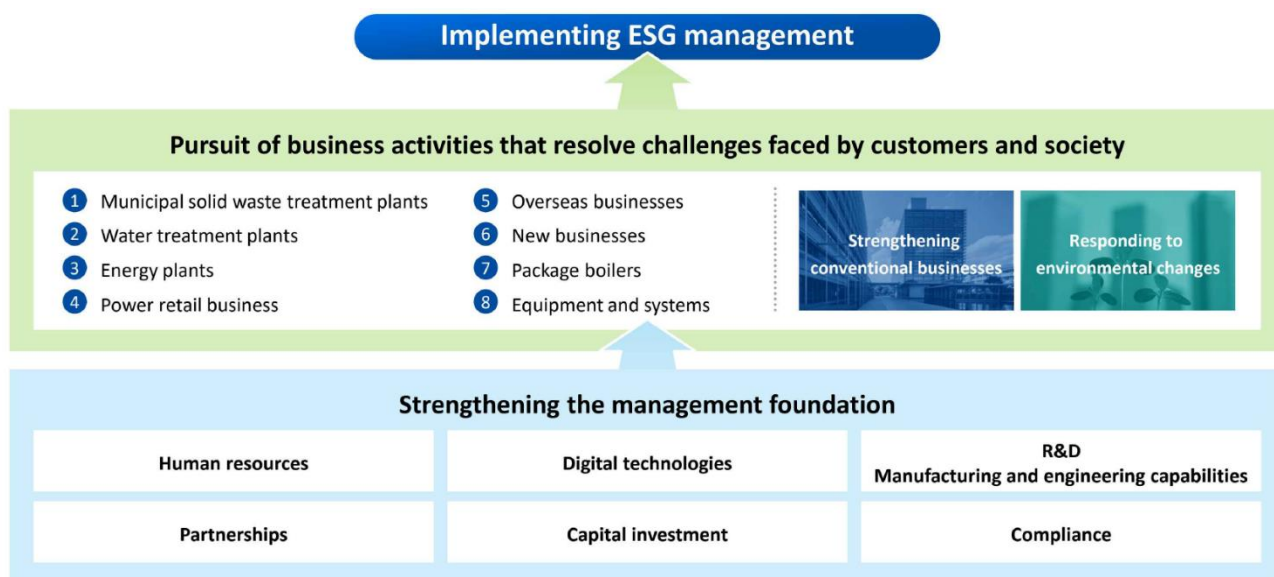 Implementing ESG management
Pursuit of business activities that resolve challenges faced by customers and society
1 Municipal solid waste treatment plants
2 Water treatment plants
3 Energy plants
4 Power retail business
5 Overseas businesses
6 New businesses
7 Package boilers
8 Equipment and systems
Strengthening
conventional businesses
Responding to
environmental changes
Strengthening the management foundation
Human resources
Digital technologies
R&D
Manufacturing and engineering capabilities
Partnerships
Capital investment
Compliance